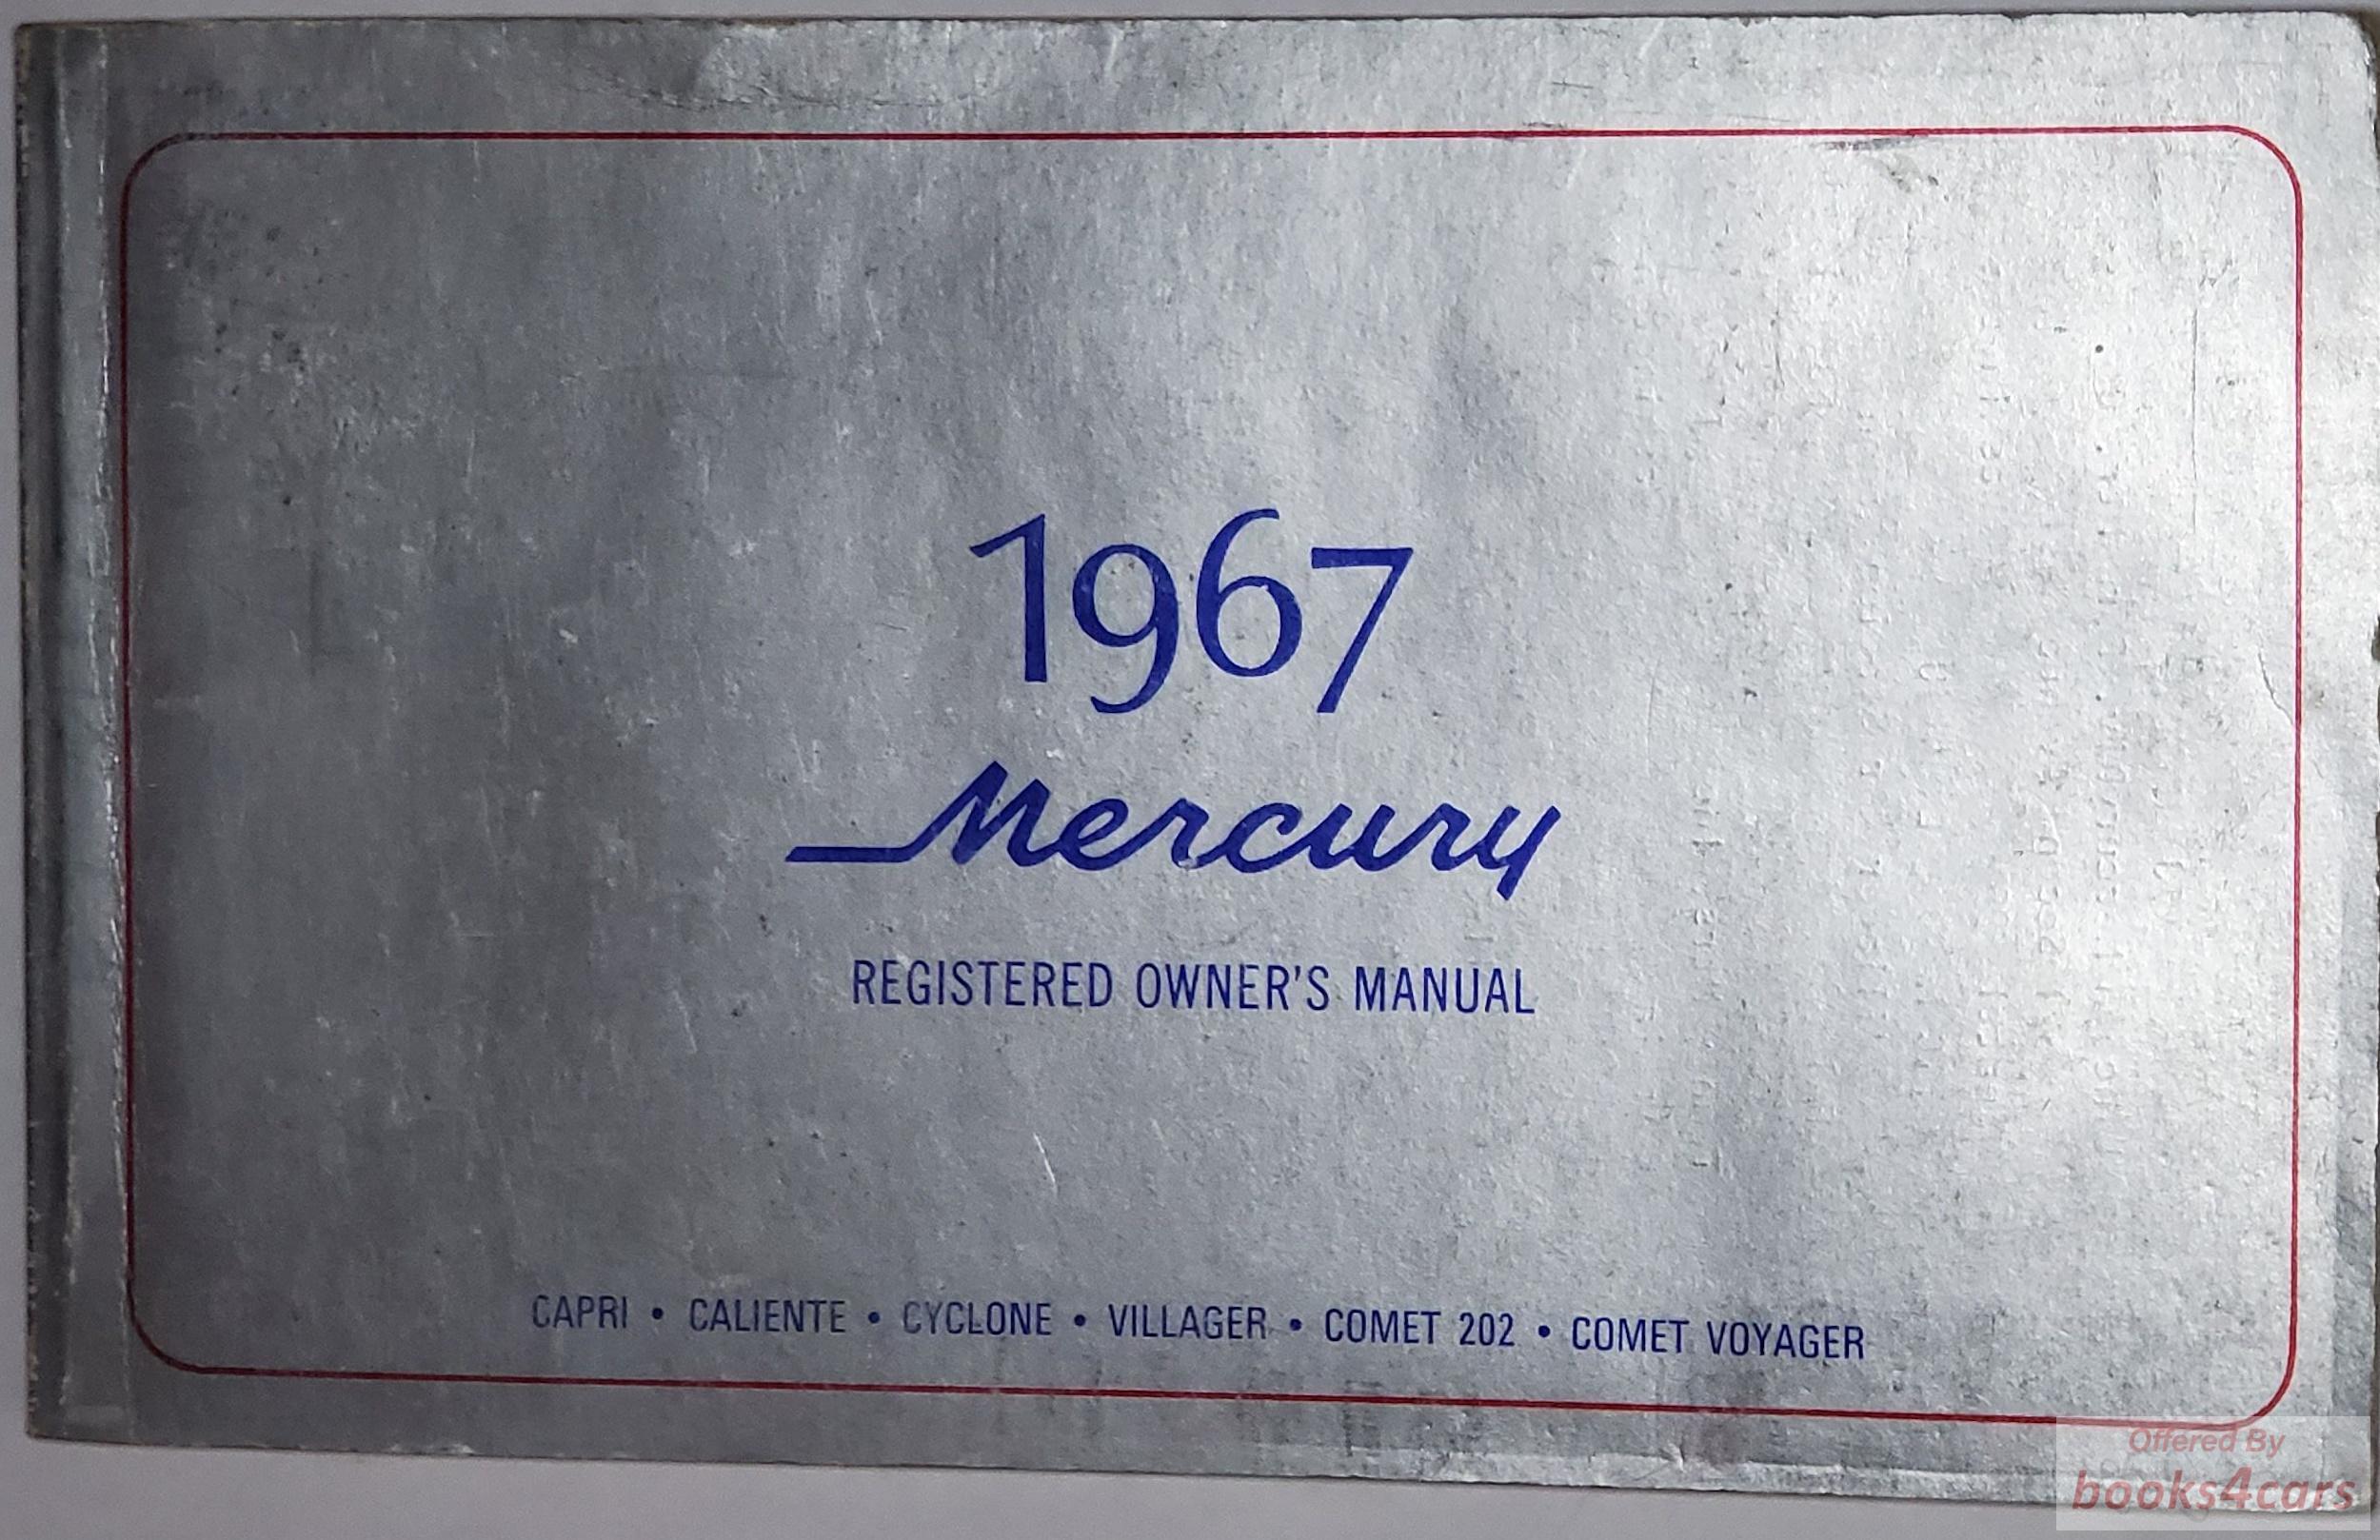 1967
Mercury
REGISTERED OWNER'S MANUAL
CAPRI • CALIENTE • CYCLONE • VILLAGER • COMET 202 • COMET VOYAGER
Offered By
books4cars